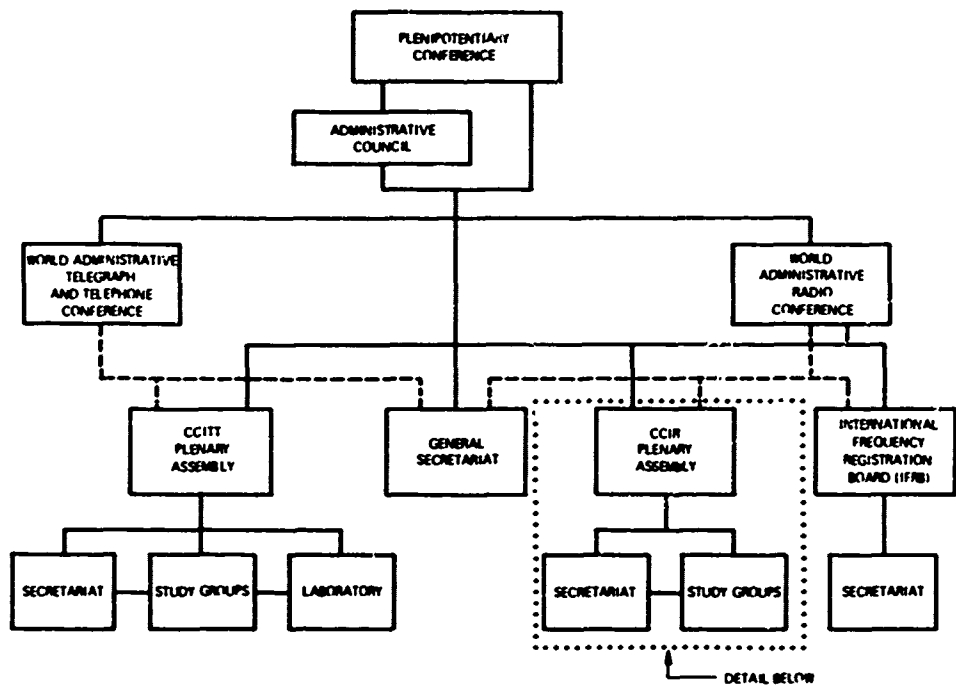 PLENIPOTENTIARY
CONFERENCE
ADMINISTRATIVE
COUNCIL
WORLD ADMINISTRATIVE
TELEGRAPH
AND TELEPHONE
CONFERENCE
WORLD
ADMINISTRATIVE
RADIO
CONFERENCE
CCITT
PLENARY
ASSEMBLY
GENERAL
SECRETARIAT
CCIR
PLENARY
ASSEMBLY
INTERNATIONAL
FREQUENCY
REGISTRATION
BOARD (IFRB)
SECRETARIAT
STUDY GROUPS
LABORATORY
SECRETARIAT
STUDY GROUPS
SECRETARIAT
DETAIL BELOW